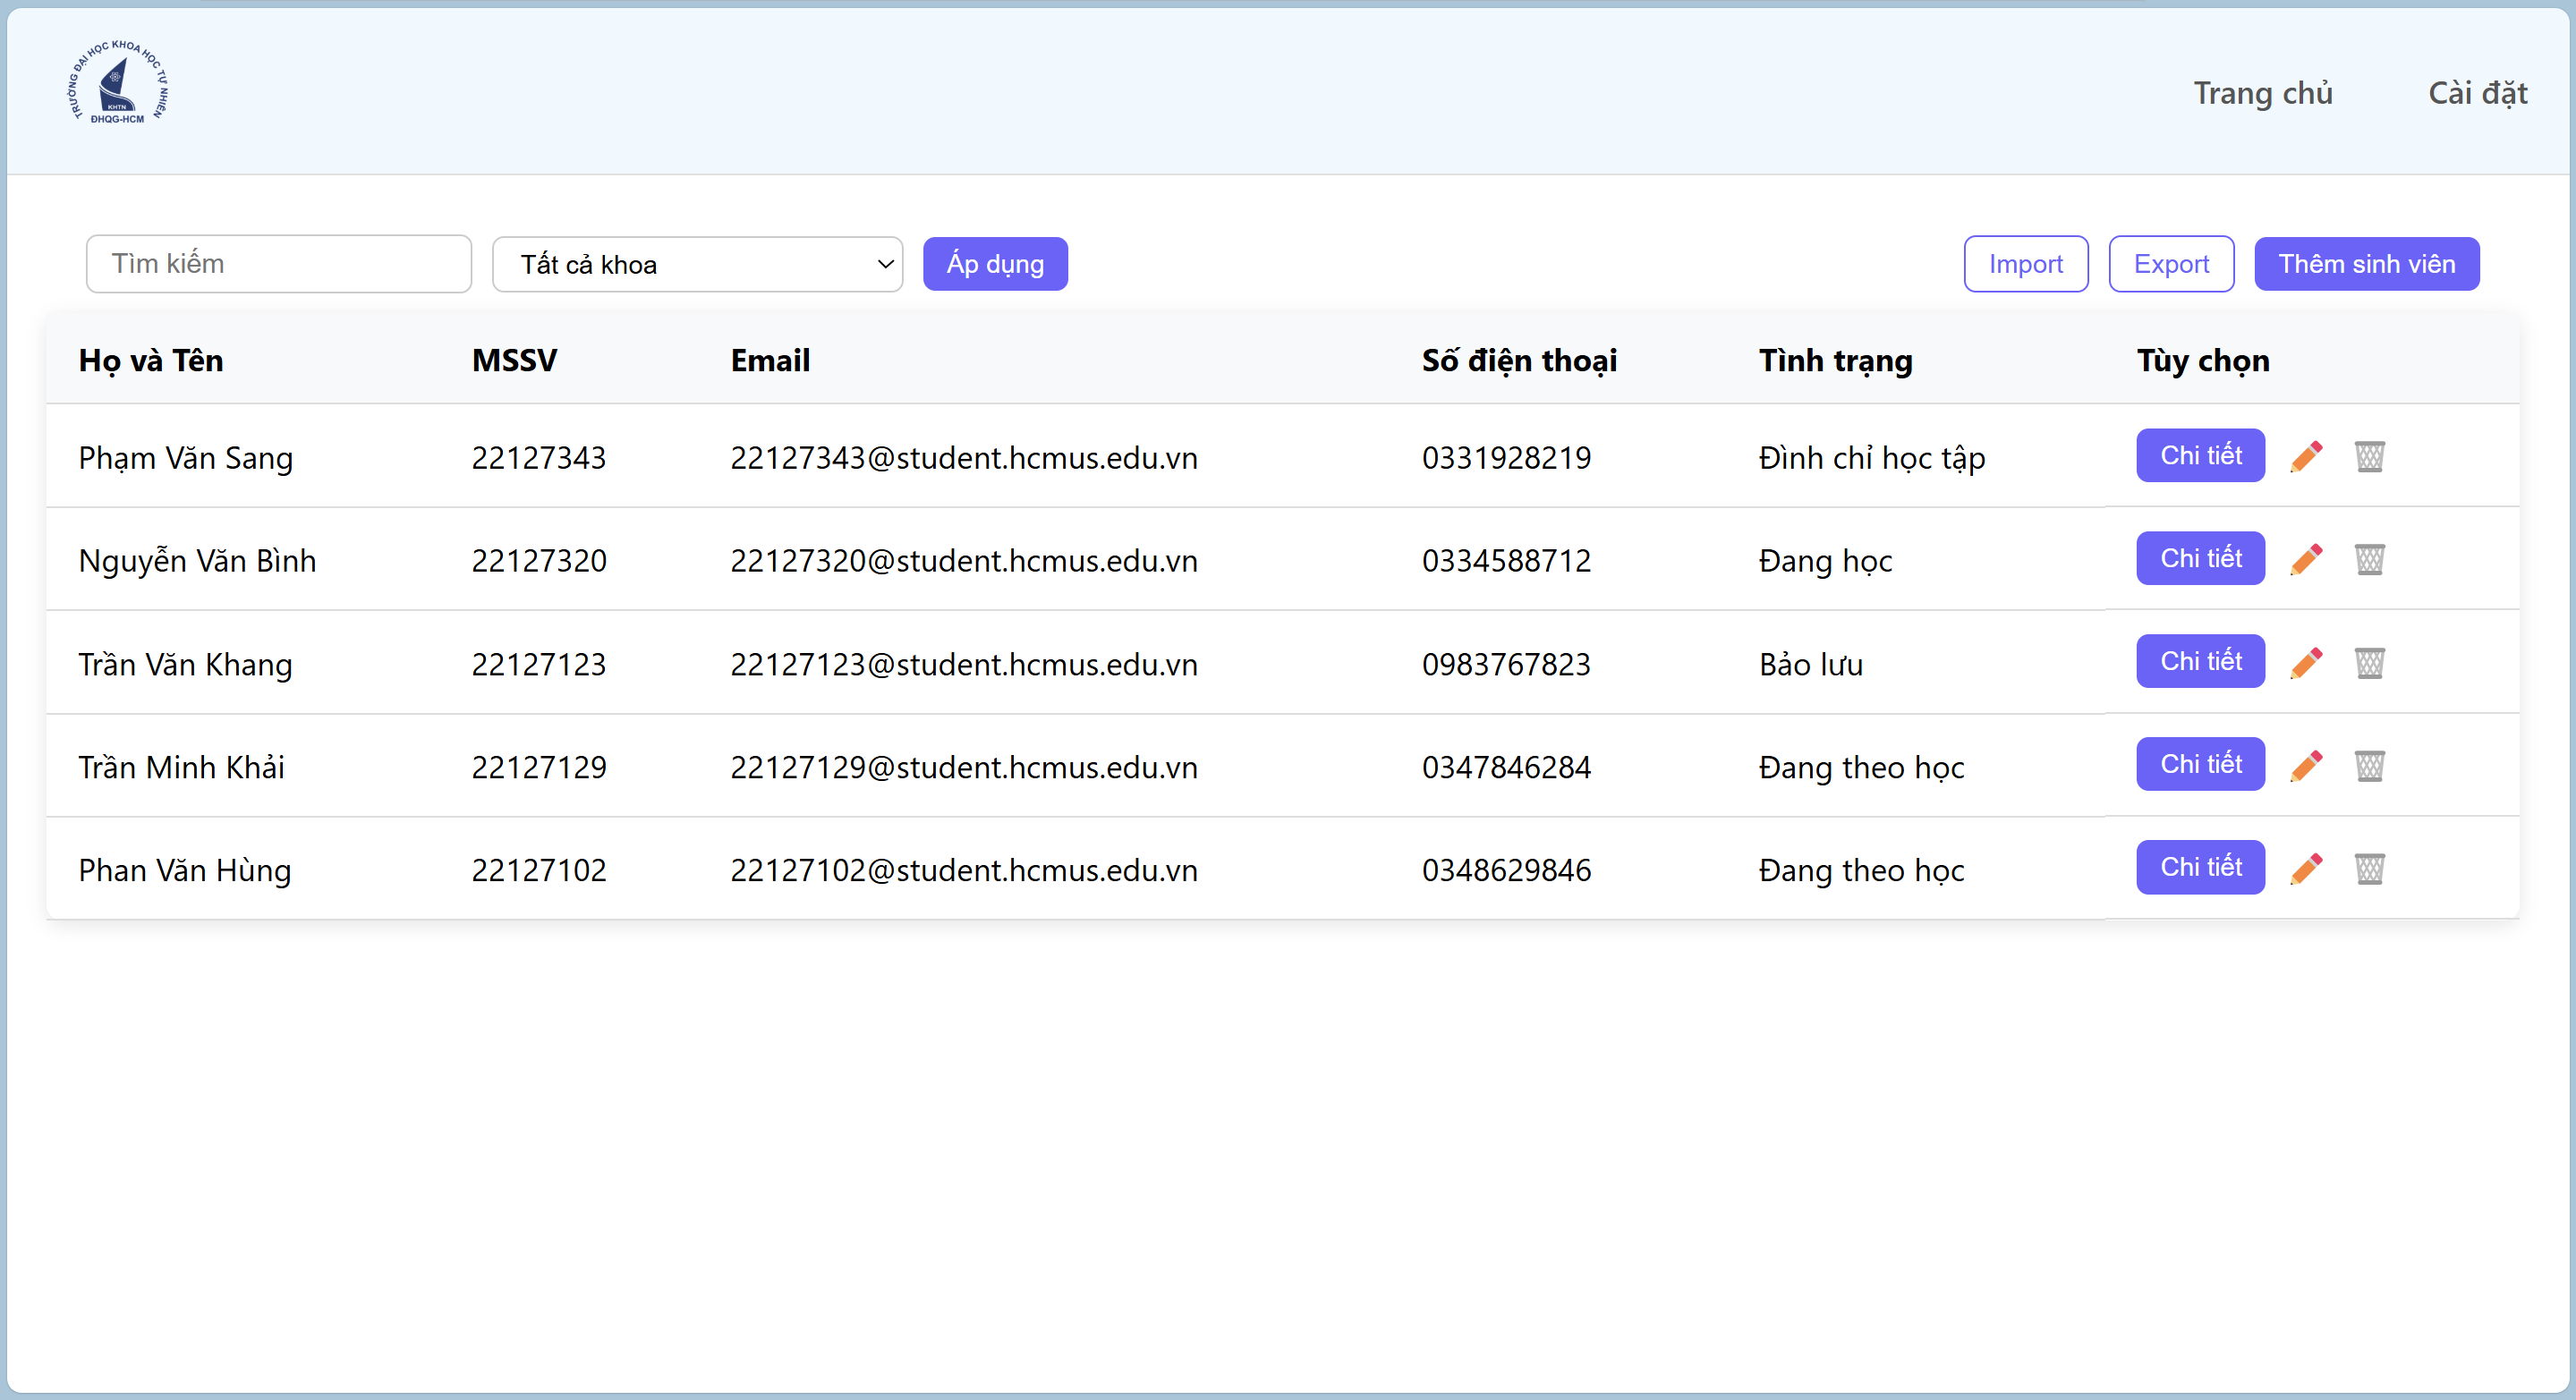 TRƯỜNG ĐẠI HỌC KHOA HỌC TỰ NHIÊN
KHTN
ĐHQG-HCM
Trang chủ Cài đặt
Tìm kiếm Tất cả khoa Áp dụng Import Export Thêm sinh viên
Họ và Tên MSSV Email Số điện thoại Tình trạng Tùy chọn
Phạm Văn Sang 22127343 22127343@student.hcmus.edu.vn 0331928219 Đình chỉ học tập Chi tiết
Nguyễn Văn Bình 22127320 22127320@student.hcmus.edu.vn 0334588712 Đang học Chi tiết
Trần Văn Khang 22127123 22127123@student.hcmus.edu.vn 0983767823 Bảo lưu Chi tiết
Trần Minh Khải 22127129 22127129@student.hcmus.edu.vn 0347846284 Đang theo học Chi tiết
Phan Văn Hùng 22127102 22127102@student.hcmus.edu.vn 0348629846 Đang theo học Chi tiết